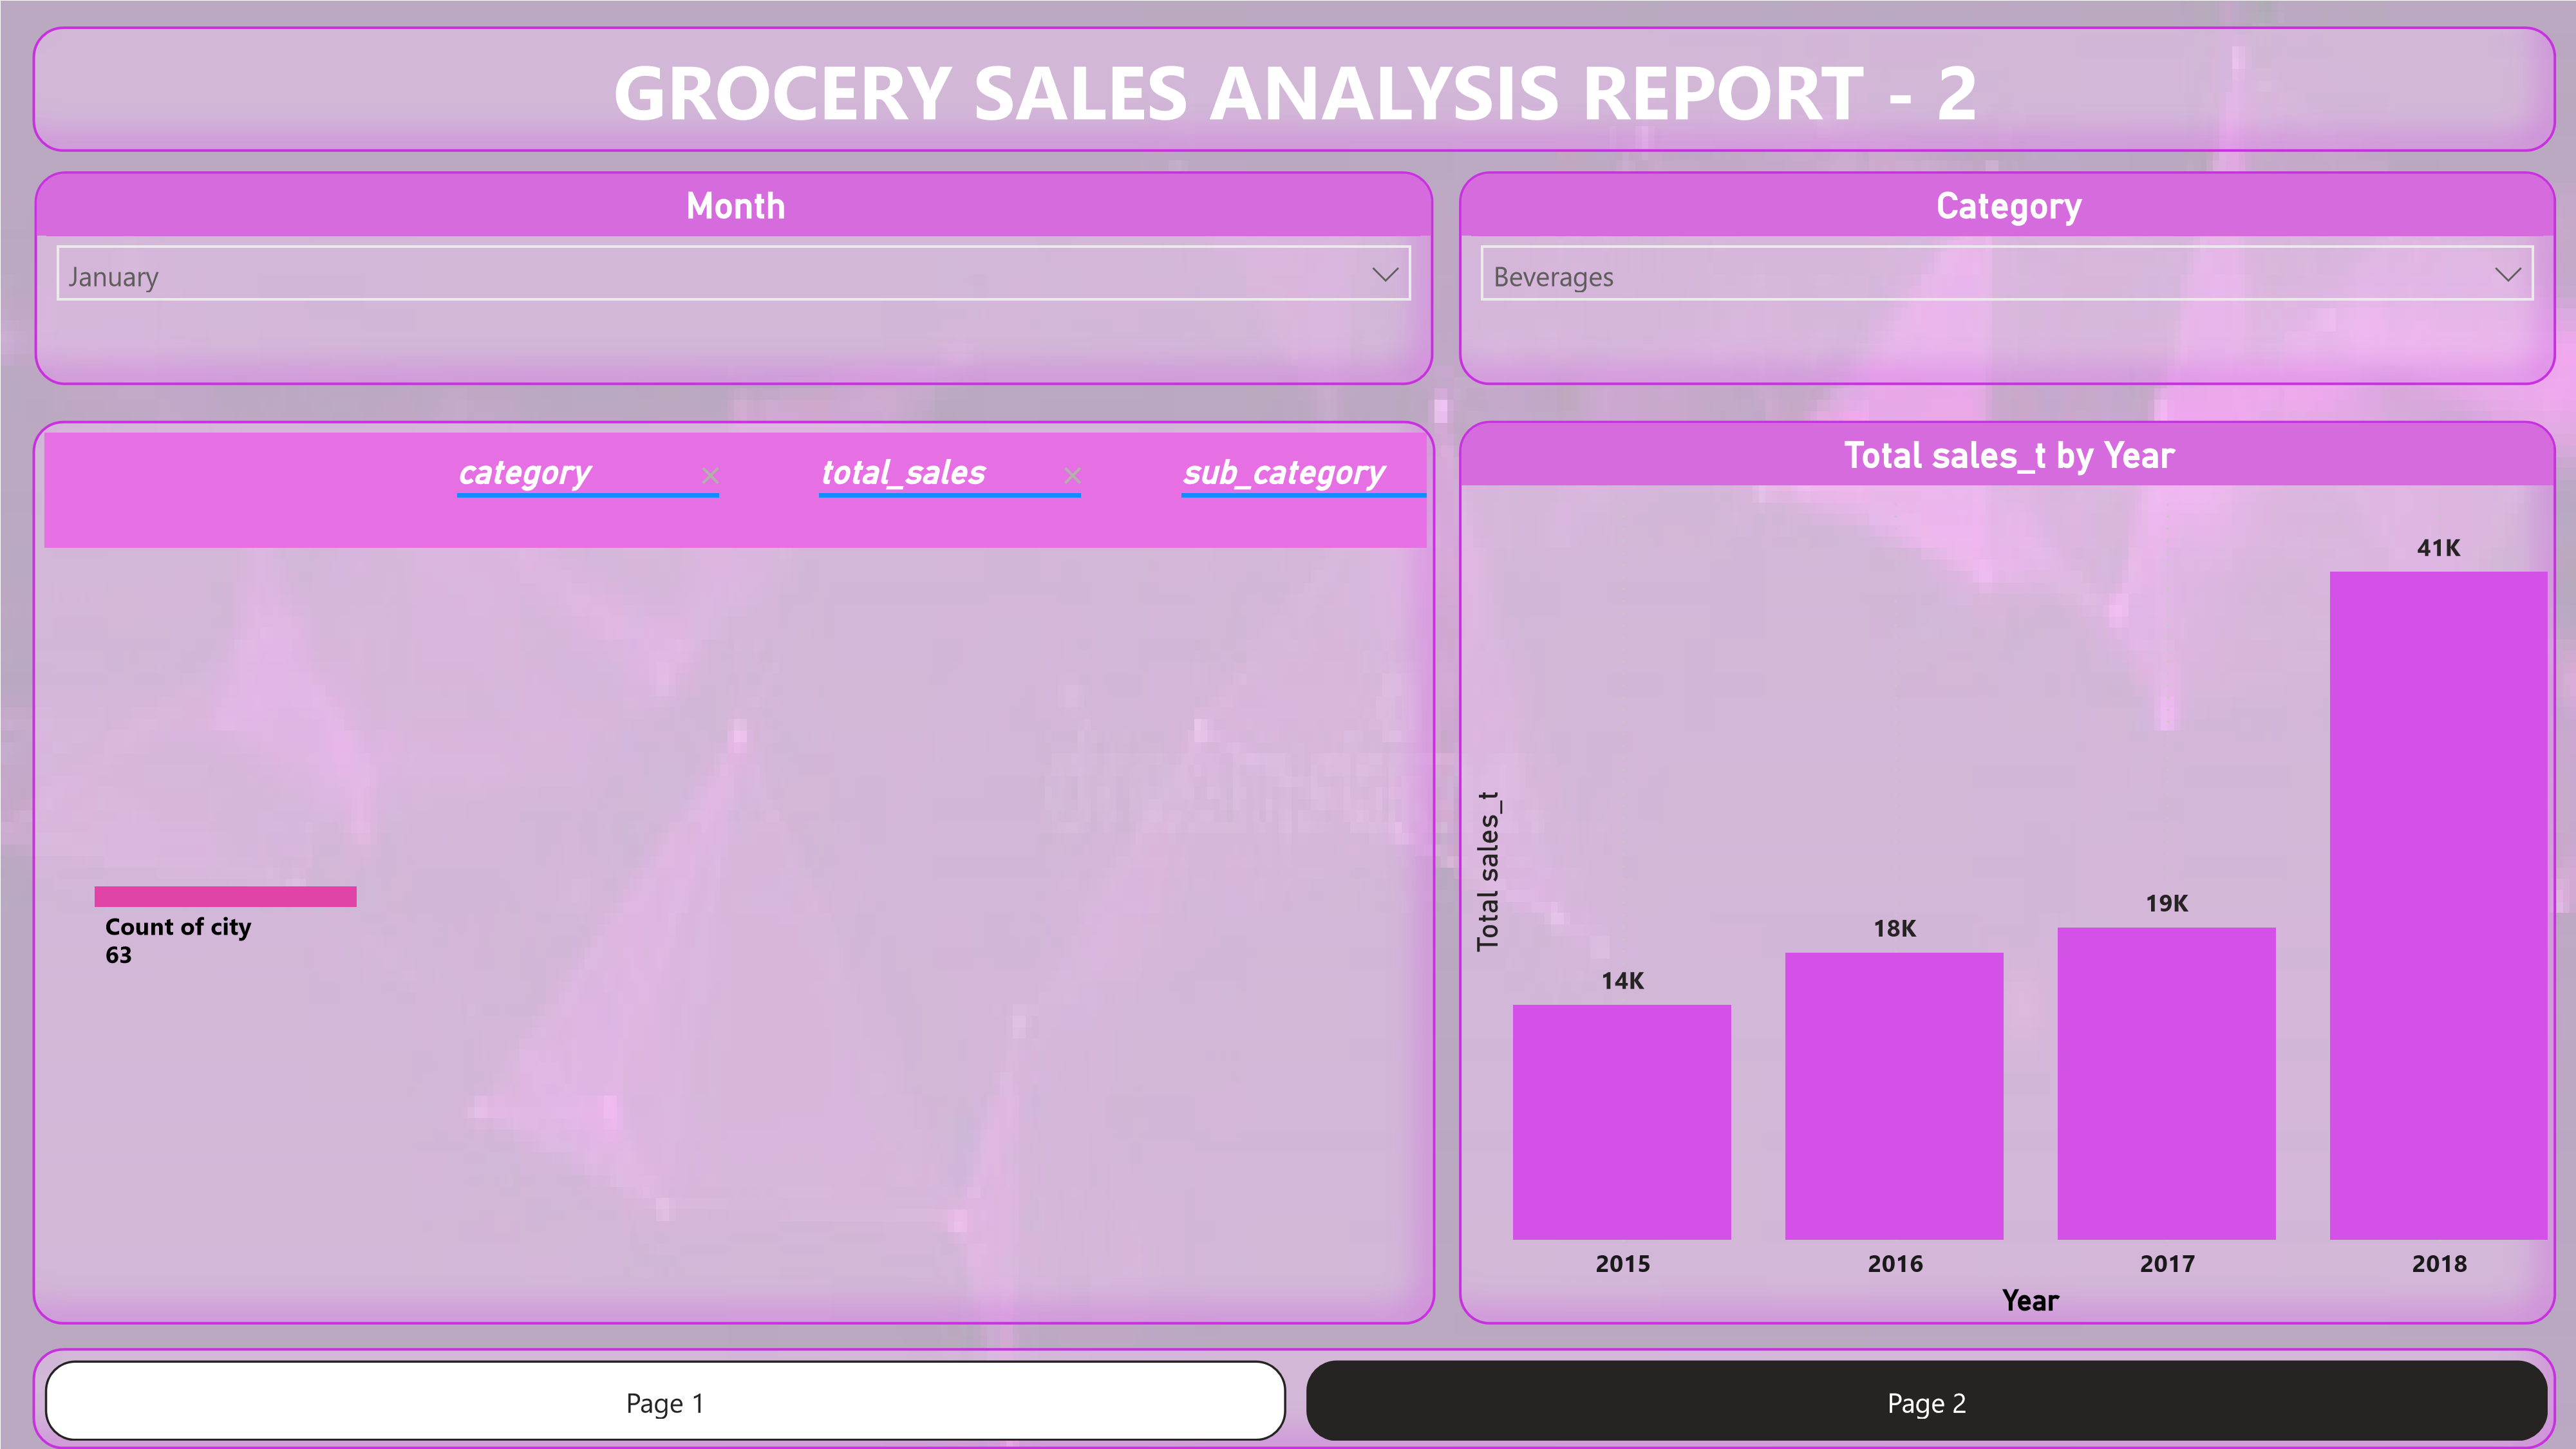 GROCERY SALES ANALYSIS REPORT - 2
Month
Category
January
Beverages
category
total_sales
sub_category
Total sales_t by Year
Count of city
63
Total sales_t
14K
18K
19K
41K
2015
2016
2017
2018
Year
Page 1
Page 2